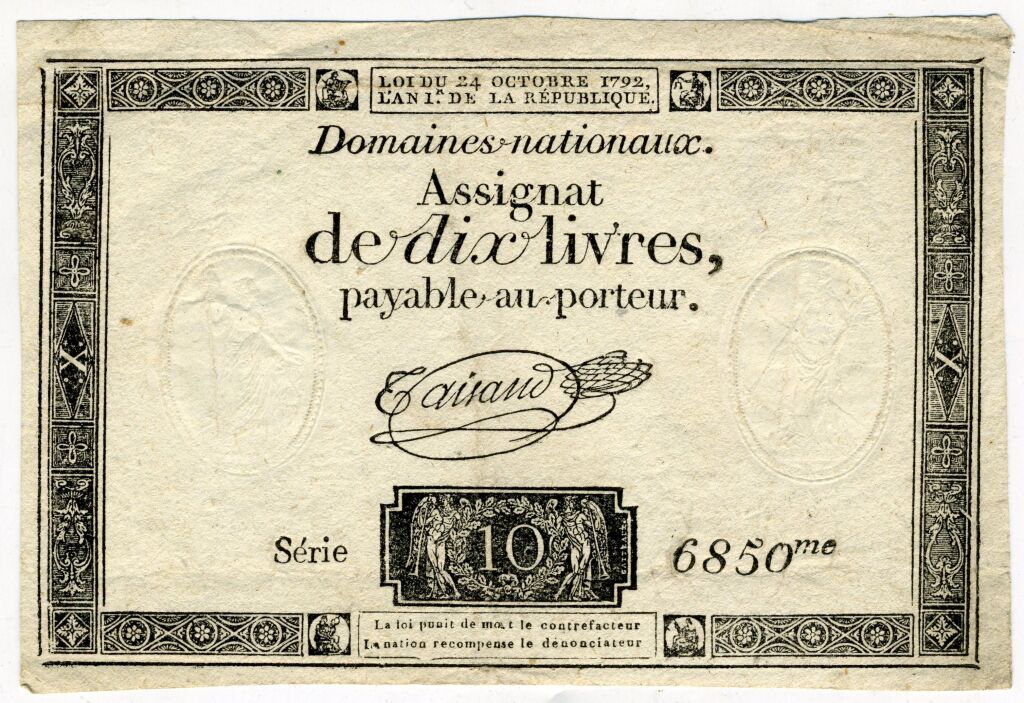 LOI DU 24 OCTOBRE 1792,
L'AN 1.R DE LA RÉPUBLIQUE.
Domaines nationaux.
Assignat
de dix livres,
payable au porteur.
X
X
Taisaud
Série
10
6850me
La loi punit de mort le contrefacteur
La nation recompense le dénonciateur